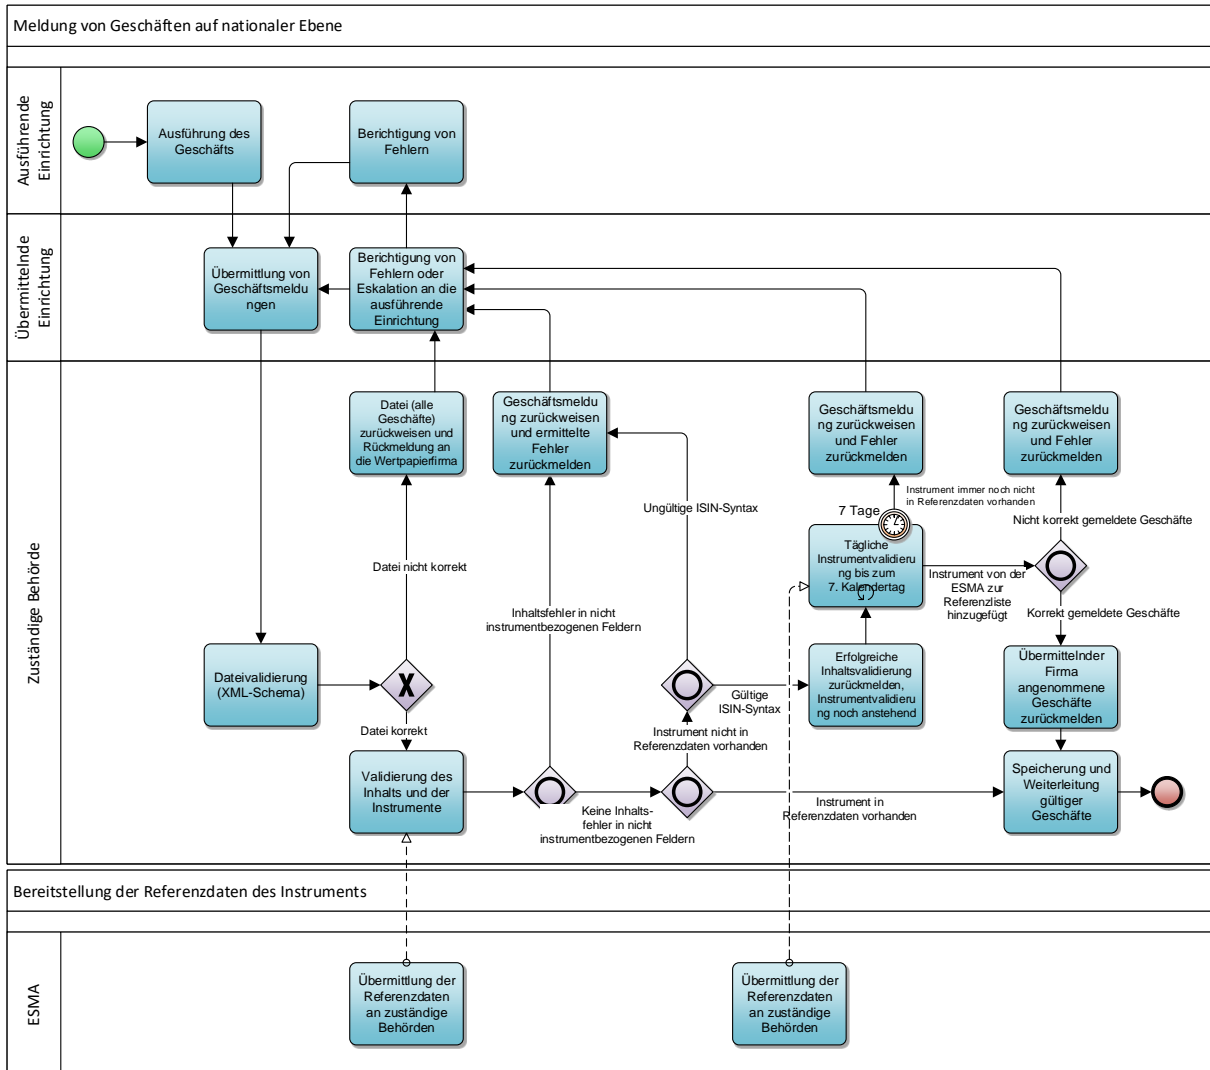 Meldung von Geschäften auf nationaler Ebene
Ausführende
Einrichtung
Ausführung des
Geschäfts
Berichtigung von
Fehlern
Übermittelnde
Einrichtung
Übermittlung von
Geschäftsmeldu
ngen
Berichtigung von
Fehlern oder
Eskalation an die
ausführende
Einrichtung
Zuständige Behörde
Datei (alle
Geschäfte)
zurückweisen und
Rückmeldung an
die Wertpapierfirma
Geschäftsmeldu
ng zurückweisen
und ermittelte
Fehler
zurückmelden
Geschäftsmeldu
ng zurückweisen
und Fehler
zurückmelden
Geschäftsmeldu
ng zurückweisen
und Fehler
zurückmelden
Instrument immer noch nicht
in Referenzdaten vorhanden
7 Tage
Ungültige ISIN-Syntax
Nicht korrekt gemeldete Geschäfte
Tägliche
Instrumentvalidieru
ng bis zum
7. Kalendertag
Datei nicht korrekt
Instrument von der
ESMA zur
Referenzliste
hinzugefügt
Korrekt gemeldete Geschäfte
Inhaltsfehler in nicht
instrumentbezogenen Feldern
Dateivalidierung
(XML-Schema)
X
Gültige
ISIN-Syntax
Erfolgreiche
Inhaltsvalidierung
zurückmelden,
Instrumentvalidieru
ng noch anstehend
Übermittelnder
Firma
angenommene
Geschäfte
zurückmelden
Datei korrekt
Instrument nicht in
Referenzdaten vorhanden
Validierung des
Inhalts und der
Instrumente
Keine Inhalts-
fehler in nicht
instrumentbezogenen Feldern
Instrument in
Referenzdaten vorhanden
Speicherung und
Weiterleitung
gültiger
Geschäfte
Bereitstellung der Referenzdaten des Instruments
ESMA
Übermittlung der
Referenzdaten
an zuständige
Behörden
Übermittlung der
Referenzdaten
an zuständige
Behörden